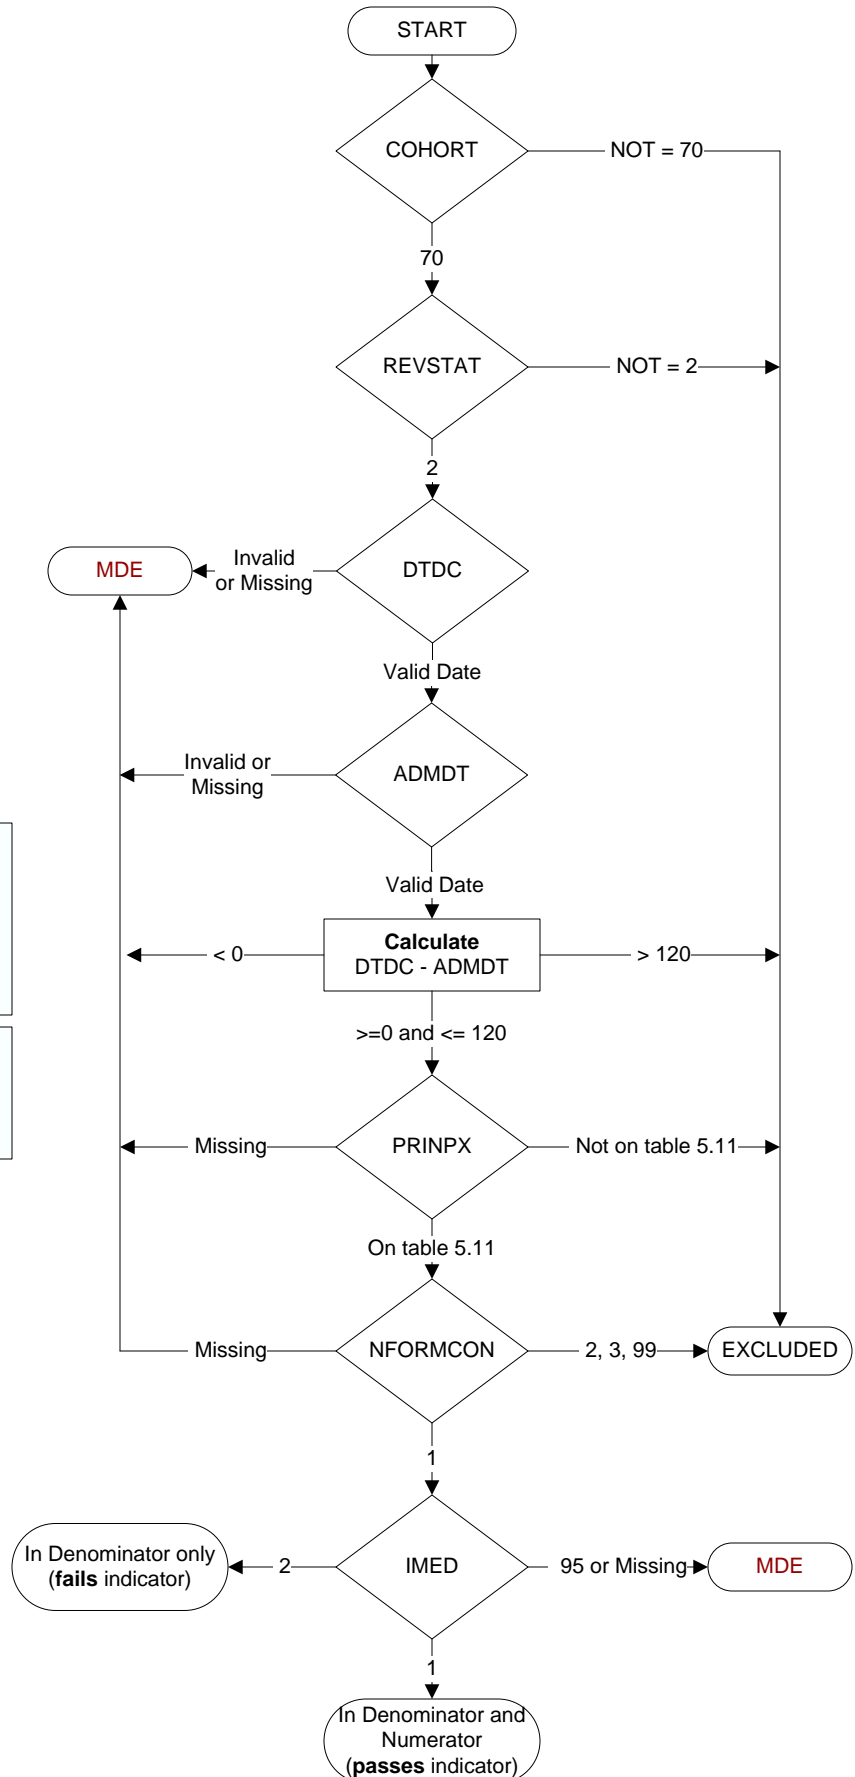 START
COHORT
NOT = 70
70
REVSTAT
NOT = 2
2
DTDC
Invalid
or Missing
MDE
Valid Date
ADMDT
Invalid or
Missing
Valid Date
Calculate
DTDC - ADMDT
< 0
> 120
>=0 and <= 120
PRINPX
Missing
Not on table 5.11
On table 5.11
NFORMCON
Missing
2, 3, 99
EXCLUDED
1
IMED
2
In Denominator only
(fails indicator)
95 or Missing
MDE
1
In Denominator and
Numerator
(passes indicator)